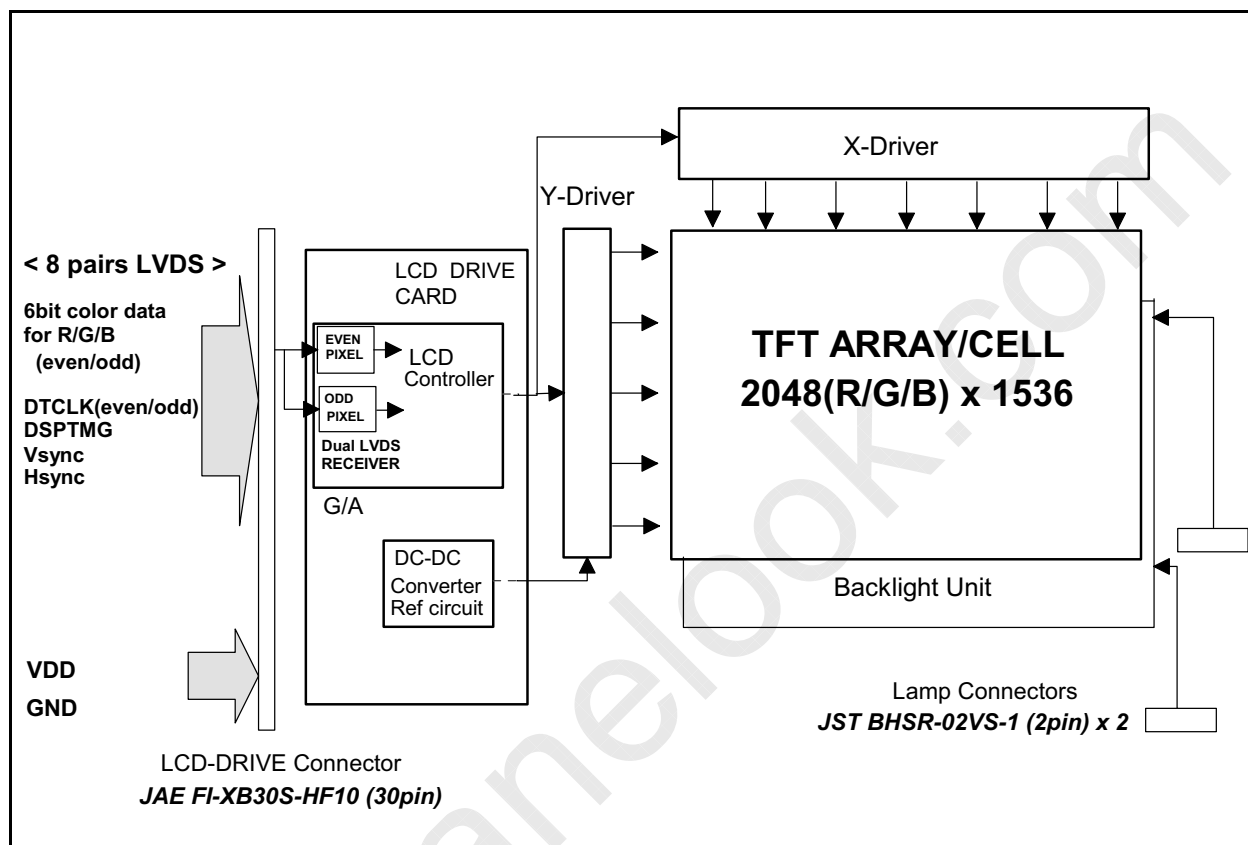 X-Driver
Y-Driver
< 8 pairs LVDS >
6bit color data
for R/G/B
(even/odd)
DTCLK(even/odd)
DSPTMG
Vsync
Hsync
VDD
GND
LCD DRIVE
CARD
EVEN
PIXEL
LCD
Controller
ODD
PIXEL
Dual LVDS
RECEIVER
G/A
DC-DC
Converter
Ref circuit
TFT ARRAY/CELL
2048(R/G/B) x 1536
Backlight Unit
Lamp Connectors
JST BHSR-02VS-1 (2pin) x 2
LCD-DRIVE Connector
JAE FI-XB30S-HF10 (30pin)
anelook.com